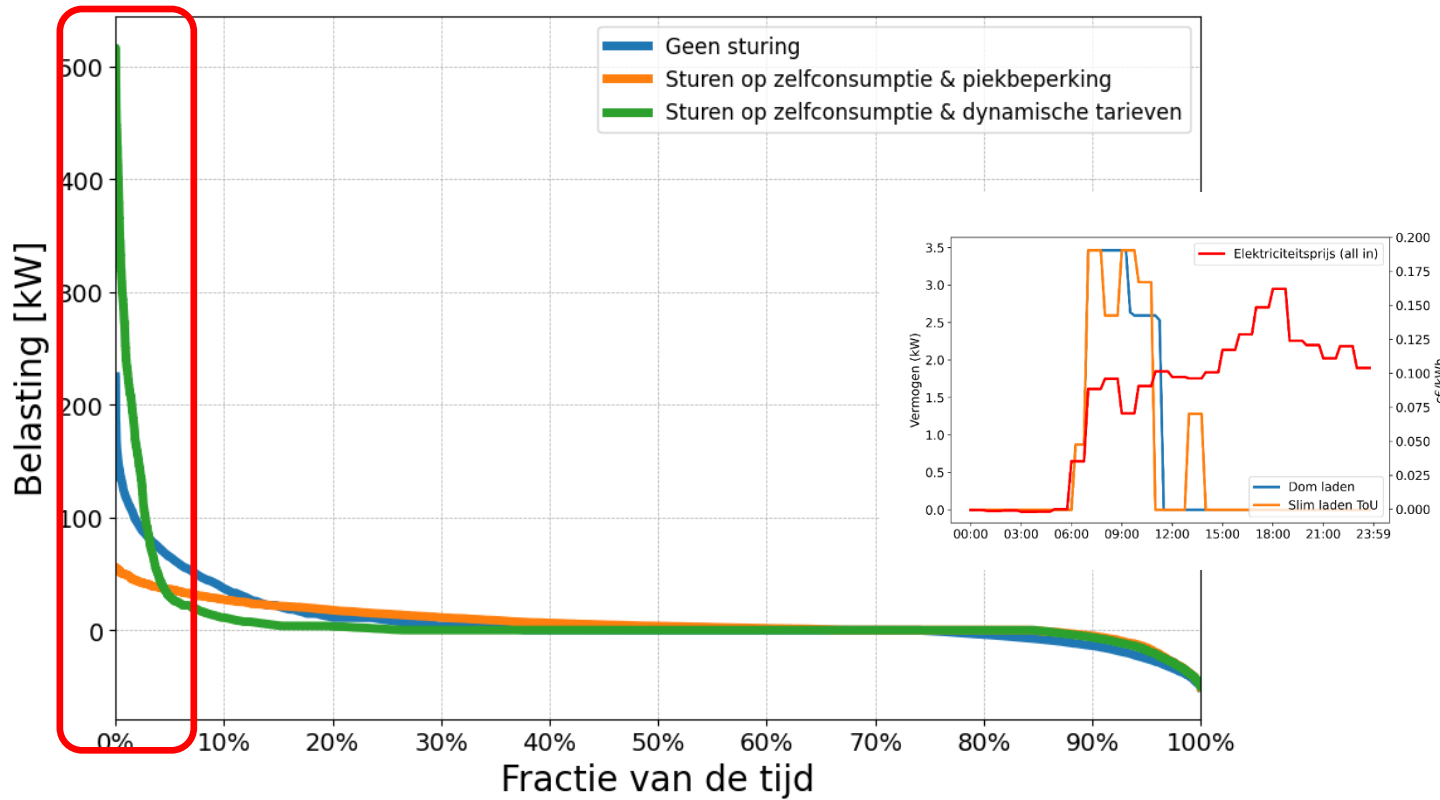 Geen sturing
Sturen op zelfconsumptie & piekbeperking
Sturen op zelfconsumptie & dynamische tarieven
500
400
300
200
100
0
Belasting [kW]
0% 10% 20% 30% 40% 50% 60% 70% 80% 90% 100%
Fractie van de tijd
Elektriciteitsprijs (all in)
3.5
3.0
2.5
2.0
1.5
1.0
0.5
0.0
Vermogen (kW)
0.200
0.175
0.150
0.125
0.100
0.075
0.050
0.025
0.000
Dom laden
Slim laden ToU
00:00 03:00 06:00 09:00 12:00 15:00 18:00 21:00 23:59